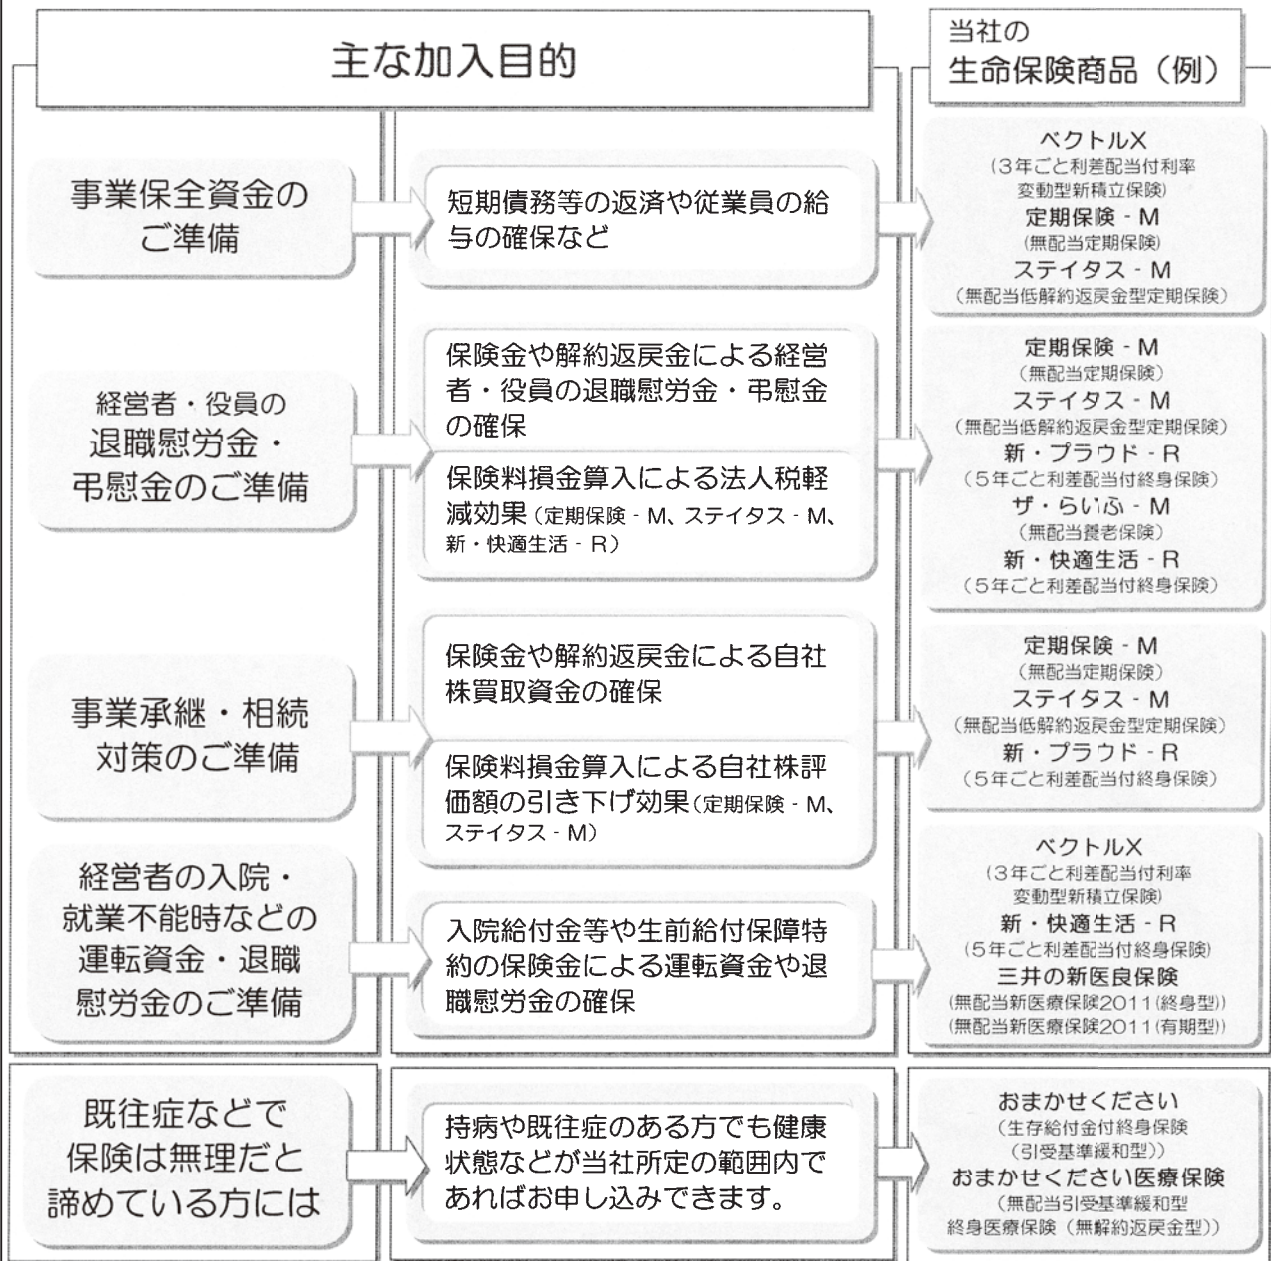 主な加入目的
当社の
生命保険商品（例）
事業保全資金の
ご準備
短期債務等の返済や従業員の給
与の確保など
ベクトルX
(３年ごと利差配当付利率
変動型新積立保険)
定期保険‐M
(無配当定期保険)
ステイタス‐M
（無配当低解約返戻金型定期保険）
経営者・役員の
退職慰労金・
弔慰金のご準備
保険金や解約返戻金による経営
者・役員の退職慰労金・弔慰金
の確保
保険料損金算入による法人税軽
減効果（定期保険‐M、ステイタス‐M、
新・快適生活‐R）
定期保険‐M
（無配当定期保険）
ステイタス‐M
（無配当低解約返戻金型定期保険）
新・プラウド‐R
（５年ごと利差配当付終身保険）
ザ・らいふ‐M
（無配当養老保険）
新・快適生活‐R
（５年ごと利差配当付終身保険）
事業承継・相続
対策のご準備
保険金や解約返戻金による自社
株買取資金の確保
保険料損金算入による自社株評
価額の引き下げ効果（定期保険‐M、
ステイタス‐M）
定期保険‐M
（無配当定期保険）
ステイタス‐M
（無配当低解約返戻金型定期保険）
新・プラウド‐R
（５年ごと利差配当付終身保険）
経営者の入院・
就業不能時などの
運転資金・退職
慰労金のご準備
入院給付金等や生前給付保障特
約の保険金による運転資金や退
職慰労金の確保
ベクトルX
(３年ごと利差配当付利率
変動型新積立保険)
新・快適生活‐R
(５年ごと利差配当付終身保険)
三井の新医良保険
(無配当新医療保険2011(終身型))
(無配当新医療保険2011(有期型))
既往症などで
保険は無理だと
諦めている方には
持病や既往症のある方でも健康
状態などが当社所定の範囲内で
あればお申し込みできます。
おまかせください
（生存給付金付終身保険
（引受基準緩和型））
おまかせください医療保険
（無配当引受基準緩和型
終身医療保険（無解約返戻金型））